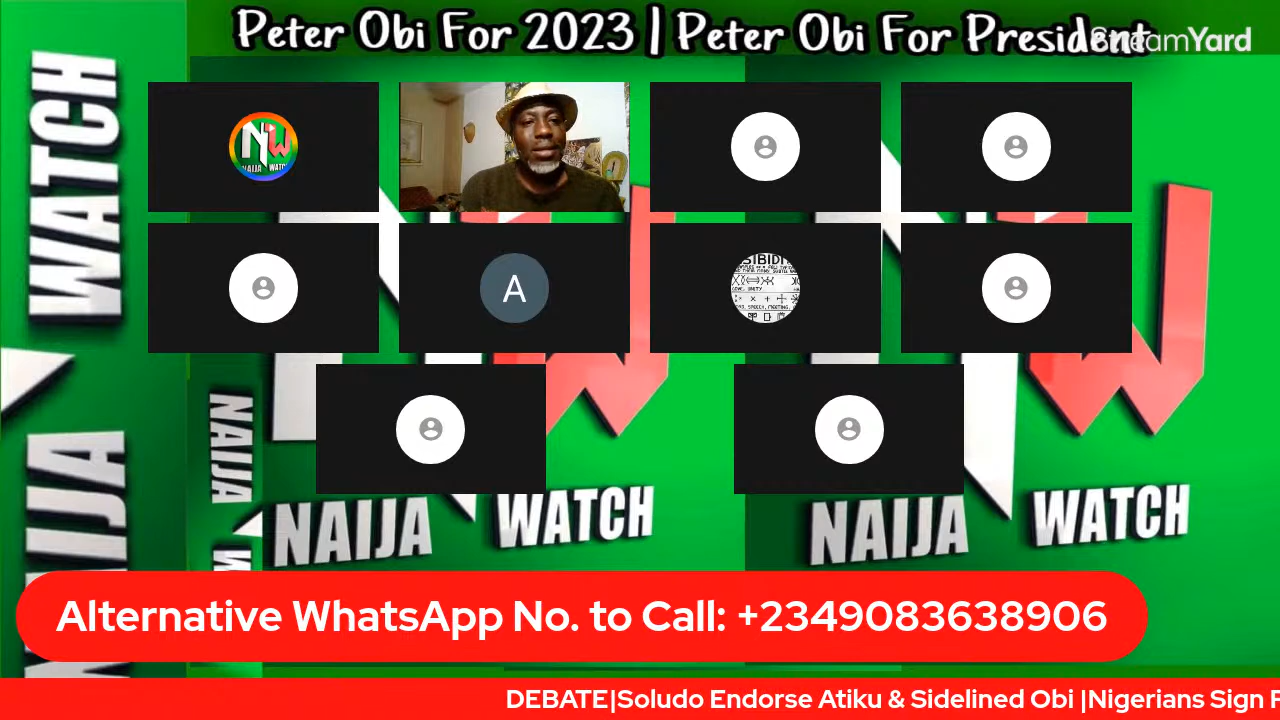 Peter Obi For 2023 | Peter Obi For President
StreamYard
NAIJA WATCH
NAIJA
A
NAIJA WATCH
NAIJA WATCH
Alternative WhatsApp No. to Call: +2349083638906
DEBATE|Soludo Endorse Atiku & Sidelined Obi |Nigerians Sign